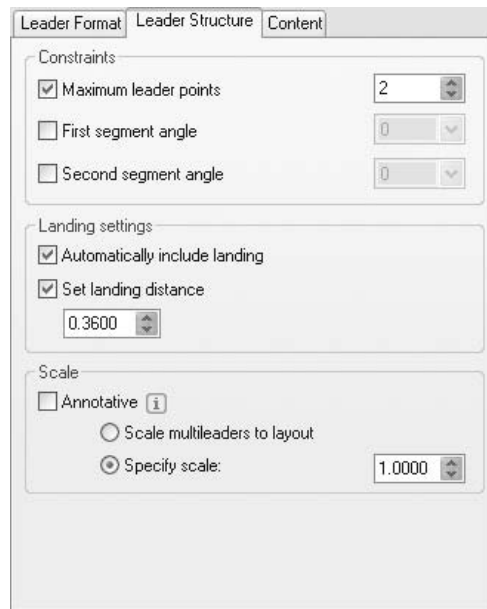 Leader Format Leader Structure Content
Constraints
Maximum leader points 2
First segment angle 0
Second segment angle 0
Landing settings
Automatically include landing
Set landing distance
0.3600
Scale
Annotative i
Scale multileaders to layout
Specify scale: 1.0000